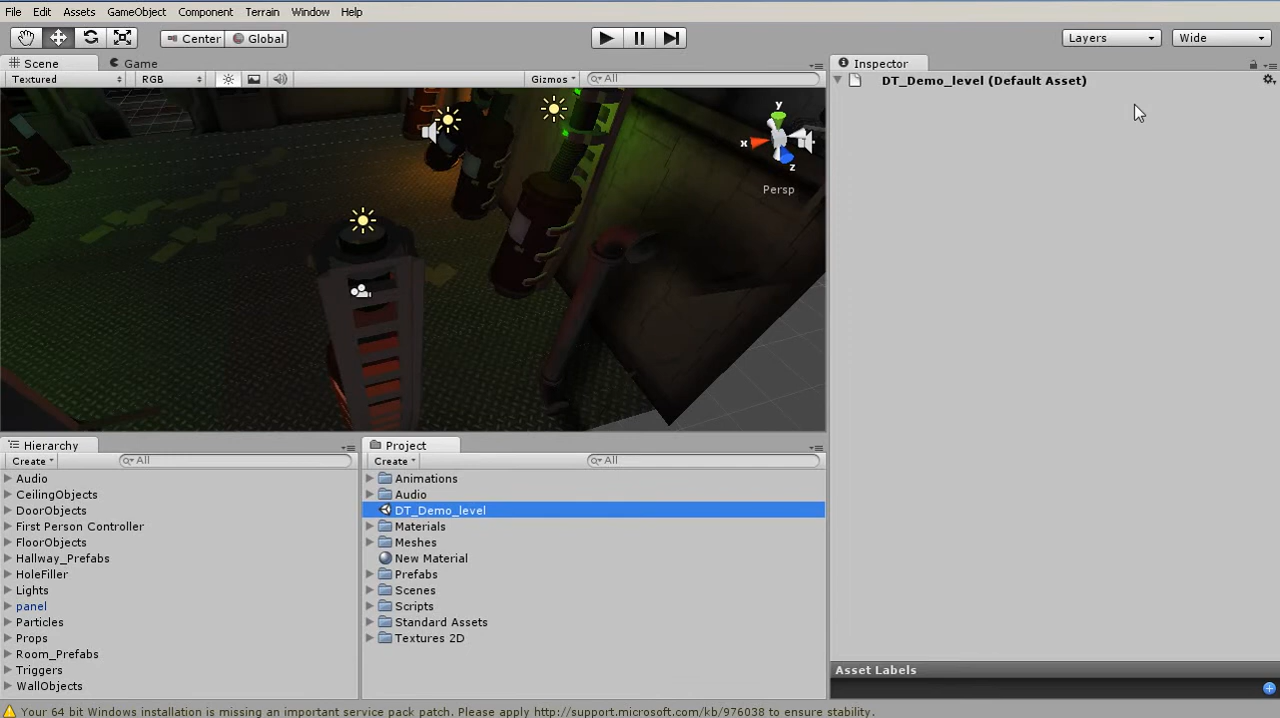 File Edit Assets GameObject Component Terrain Window Help
Center Global Layers Wide
Scene Game Inspector
Textured RGB Gizmos All
DT_Demo_level (Default Asset)
y
x
z
Persp
Hierarchy Project
Create All Create All
Audio
CeilingObjects
DoorObjects
First Person Controller
FloorObjects
Hallway_Prefabs
HoleFiller
Lights
panel
Particles
Props
Room_Prefabs
Triggers
WallObjects
Animations
Audio
DT_Demo_level
Materials
Meshes
New Material
Prefabs
Scenes
Scripts
Standard Assets
Textures 2D
Asset Labels
Your 64 bit Windows installation is missing an important service pack patch. Please apply http://support.microsoft.com/kb/976038 to ensure stability.